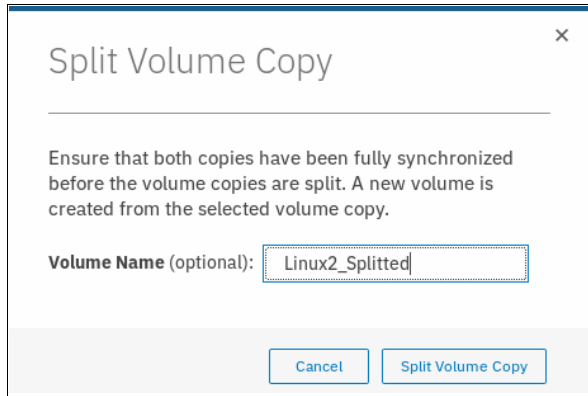 Split Volume Copy
Ensure that both copies have been fully synchronized
before the volume copies are split. A new volume is
created from the selected volume copy.
Volume Name (optional): Linux2_Splitted
Cancel Split Volume Copy